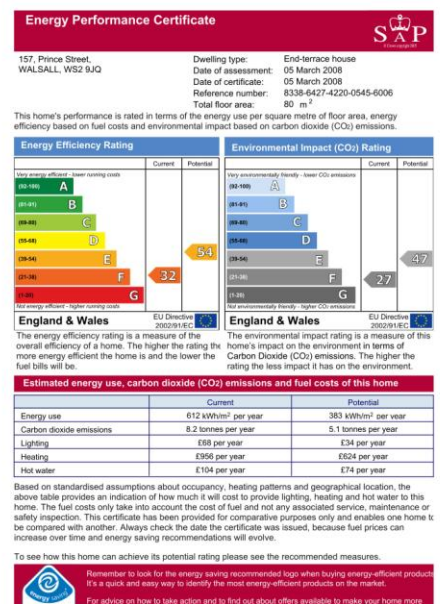 Energy Performance Certificate
SAP
157, Prince Street,
WALSALL, WS2 9JQ
Dwelling type: End-terrace house
Date of assessment: 05 March 2008
Date of certificate: 05 March 2008
Reference number: 8338-6427-4220-0545-6006
Total floor area: 80 m²
This home's performance is rated in terms of the energy use per square metre of floor area, energy
efficiency based on fuel costs and environmental impact based on carbon dioxide (CO2) emissions.
Energy Efficiency Rating
Current Potential
Very energy efficient - lower running costs
(92-100) A
(81-91) B
(69-80) C
(55-68) D
(39-54) E
(21-38) F
(1-20) G
Not energy efficient - higher running costs
32
54
England & Wales
EU Directive
2002/91/EC
Environmental Impact (CO2) Rating
Current Potential
Very environmentally friendly - lower CO2 emissions
(92-100) A
(81-91) B
(69-80) C
(55-68) D
(39-54) E
(21-38) F
(1-20) G
Not environmentally friendly - higher CO2 emissions
27
47
England & Wales
EU Directive
2002/91/EC
The energy efficiency rating is a measure of the
overall efficiency of a home. The higher the rating the
more energy efficient the home is and the lower the
fuel bills will be.
The environmental impact rating is a measure of this
home's impact on the environment in terms of
Carbon Dioxide (CO2) emissions. The higher the
rating the less impact it has on the environment.
Estimated energy use, carbon dioxide (CO2) emissions and fuel costs of this home
Current Potential
Energy use 612 kWh/m² per year 383 kWh/m² per year
Carbon dioxide emissions 8.2 tonnes per year 5.1 tonnes per year
Lighting £68 per year £34 per year
Heating £956 per year £624 per year
Hot water £104 per year £74 per year
Based on standardised assumptions about occupancy, heating patterns and geographical location, the
above table provides an indication of how much it will cost to provide lighting, heating and hot water to this
home. The fuel costs only take into account the cost of fuel and not any associated service, maintenance or
safety inspection. This certificate has been provided for comparative purposes only and enables one home to
be compared with another. Always check the date the certificate was issued, because fuel prices can
increase over time and energy saving recommendations will evolve.
To see how this home can achieve its potential rating please see the recommended measures.
Remember to look for the energy saving recommended logo when buying energy-efficient products.
It's a quick and easy way to identify the most energy-efficient products on the market.
For advice on how to take action and to find out about offers available to make your home more
energy saving